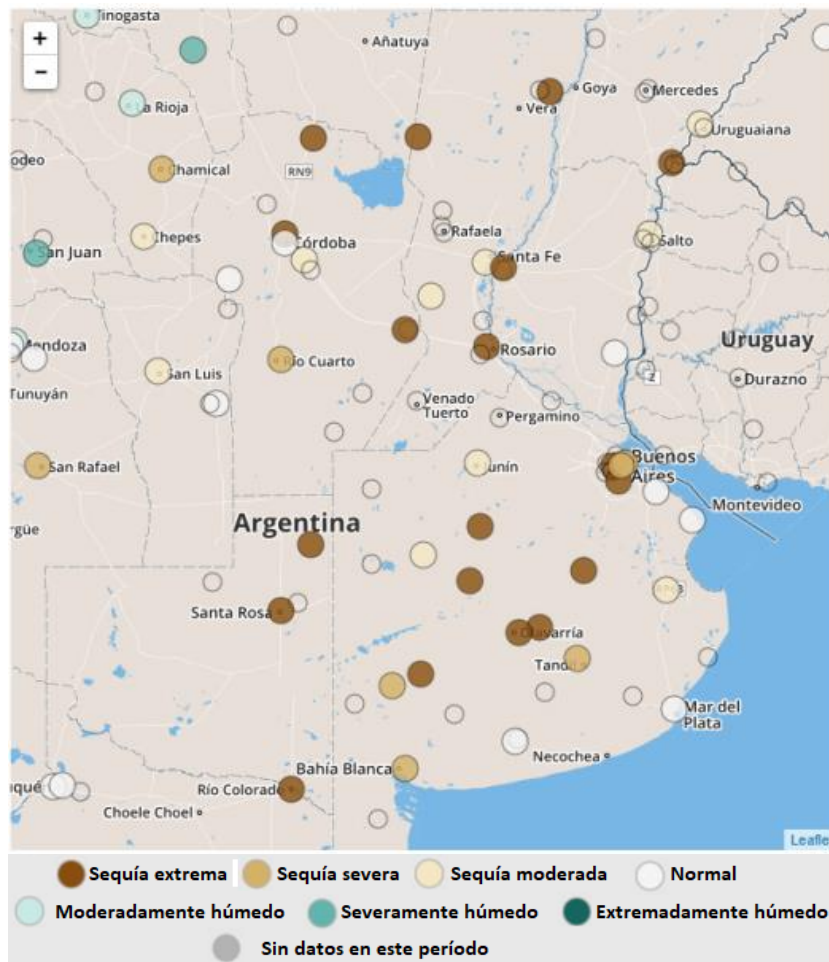 Tinogasta
+
−
Añatuya
Goya
Mercedes
La Rioja
Vera
Uruguaiana
odeo
Chamical
RN9
San Juan
Chepes
Córdoba
Rafaela
Santa Fe
Salto
Mendoza
Río Cuarto
Rosario
Uruguay
San Luis
2
Durazno
Tunuyán
Venado
Tuerto
Pergamino
San Rafael
unín
Buenos
Aires
Montevideo
rgüe
Argentina
Santa Rosa
Olavarría
Tandil
Mar del
Plata
Bahía Blanca
Necochea
uqué
Río Colorado
Choele Choel
Leafle
Sequía extrema
Sequía severa
Sequía moderada
Normal
Moderadamente húmedo
Severamente húmedo
Extremadamente húmedo
Sin datos en este período